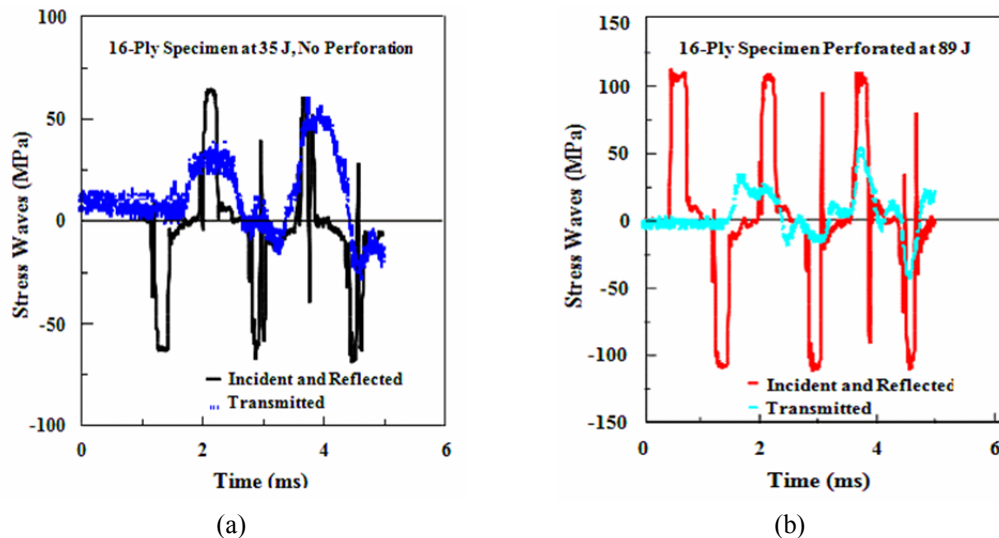 100
50
0
-50
-100
0
2
4
6
Stress Waves (MPa)
Time (ms)
16-Ply Specimen at 35 J, No Perforation
Incident and Reflected
Transmitted
(a)
150
100
50
0
-50
-100
-150
0
2
4
6
Stress Waves (MPa)
Time (ms)
16-Ply Specimen Perforated at 89 J
Incident and Reflected
Transmitted
(b)